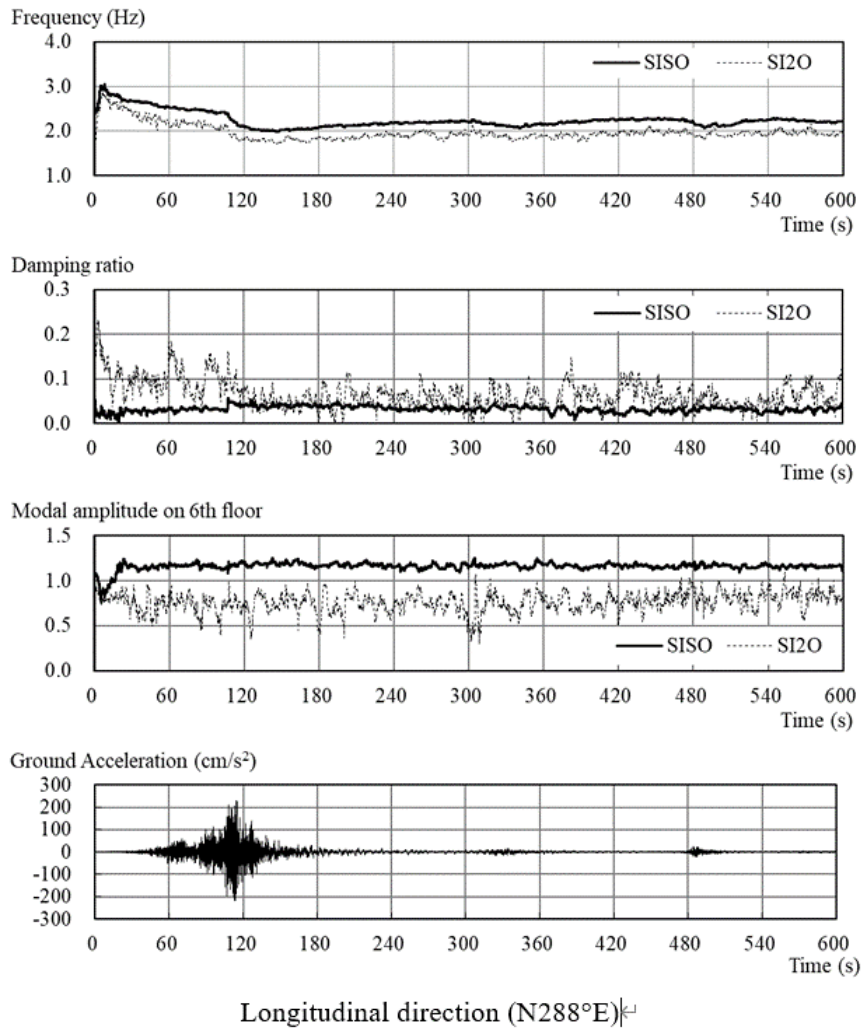 Frequency (Hz)
4.0
SISO SI2O
3.0
2.0
1.0
0 60 120 180 240 300 360 420 480 540 600
Time (s)
Damping ratio
0.3
SISO SI2O
0.2
0.1
0.0
0 60 120 180 240 300 360 420 480 540 600
Time (s)
Modal amplitude on 6th floor
1.5
1.0
0.5
SISO SI2O
0.0
0 60 120 180 240 300 360 420 480 540 600
Time (s)
Ground Acceleration (cm/s²)
300
200
100
0
-100
-200
-300
0 60 120 180 240 300 360 420 480 540 600
Time (s)
Longitudinal direction (N288°E)↵